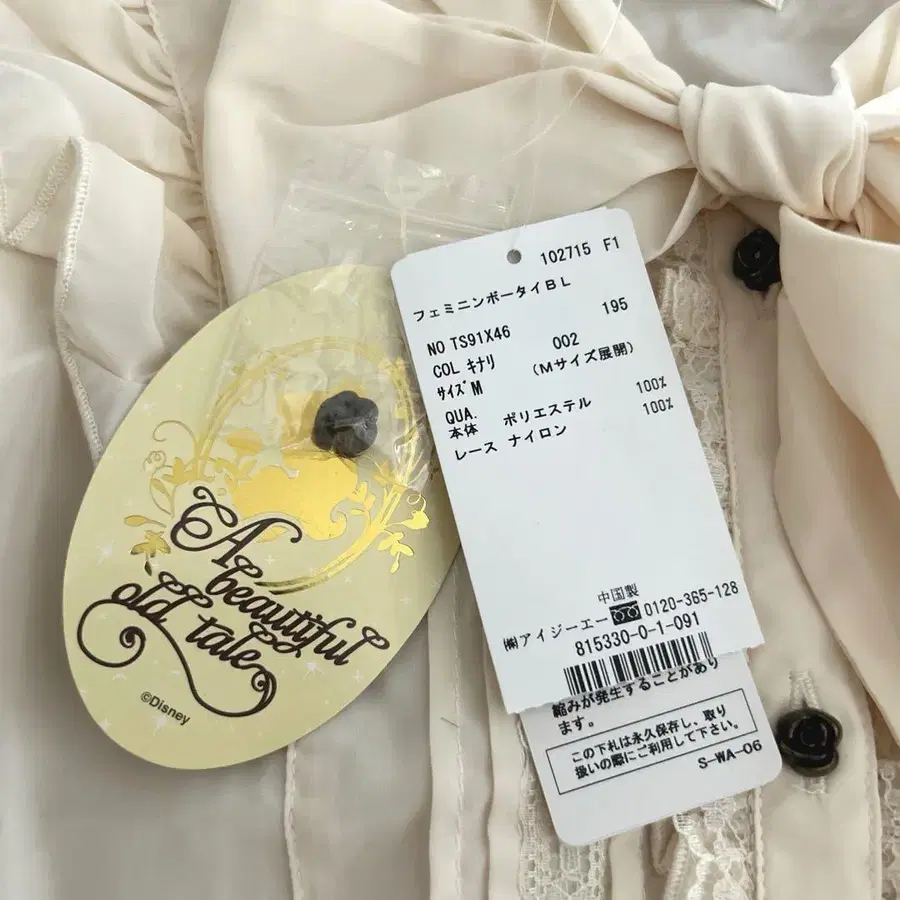 A
beautiful
old tale
©Disney
102715 F1
フェミニンボータイBL
195
NO TS91X46
COL キナリ 002
サイズ M (Mサイズ展開)
QUA.
本体 ポリエステル 100%
レース ナイロン 100%
中国製
㈱アイジーエー 0120-365-128
815330-0-1-091
縮みが発生することがあり
ます。
この下札は永久保存し、取り
扱いの際にご利用して下さい。
S-WA-06